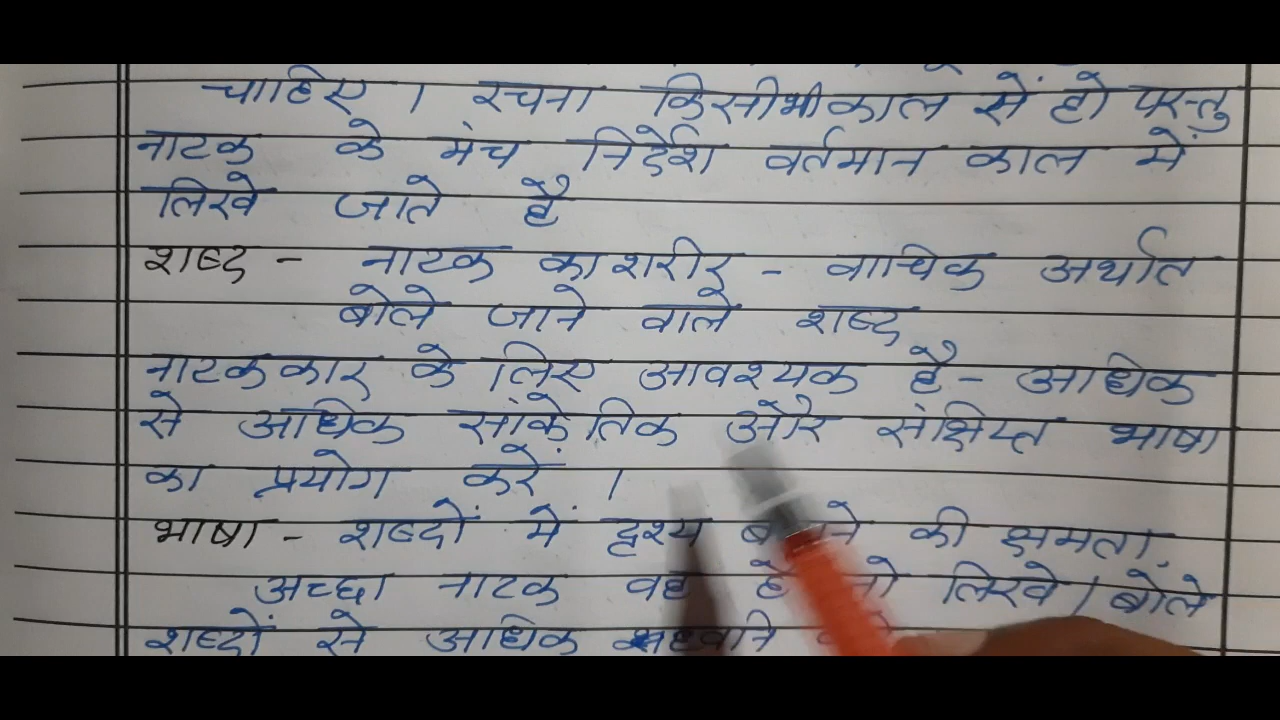 चाहिए । रचना किसीभी काल से हो परन्तु
नाटक के मंच निर्देश वर्तमान काल में
लिखे जाते है
शब्द - नाटक का शरीर - वाचिक अर्थात
बोले जाने वाले शब्द
नाटककार के लिए आवश्यक है - अधिक
से अधिक सांकेतिक और संक्षिप्त भाषा
का प्रयोग करें ।
भाषा - शब्दों में दृश्य की क्षमता,
अच्छा नाटक वह है लिखे / बोले
शब्दों से अधिक